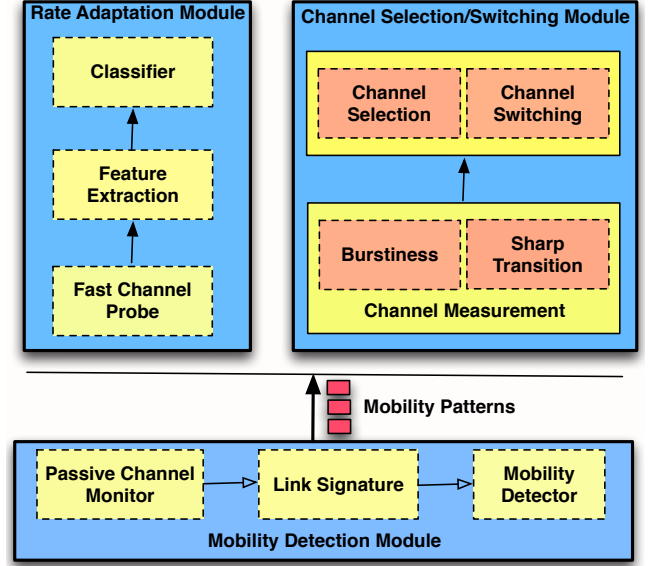 Rate Adaptation Module
Classifier
Feature
Extraction
Fast Channel
Probe
Channel Selection/Switching Module
Channel
Selection
Channel
Switching
Burstiness
Sharp
Transition
Channel Measurement
Mobility Patterns
Passive Channel
Monitor
Link Signature
Mobility
Detector
Mobility Detection Module